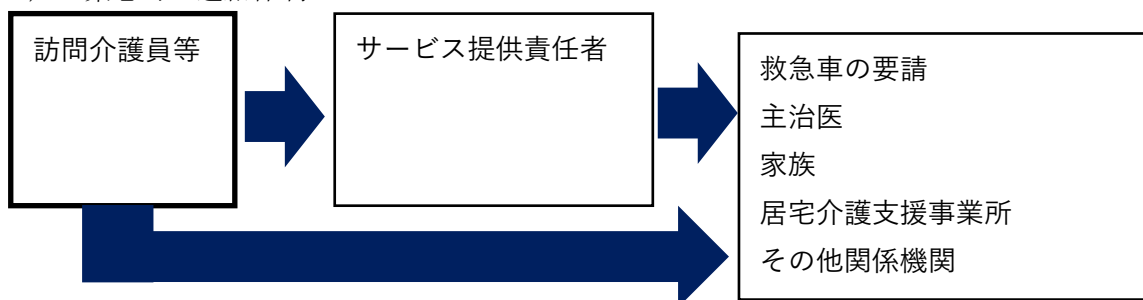 訪問介護員等
サービス提供責任者
救急車の要請
主治医
家族
居宅介護支援事業所
その他関係機関